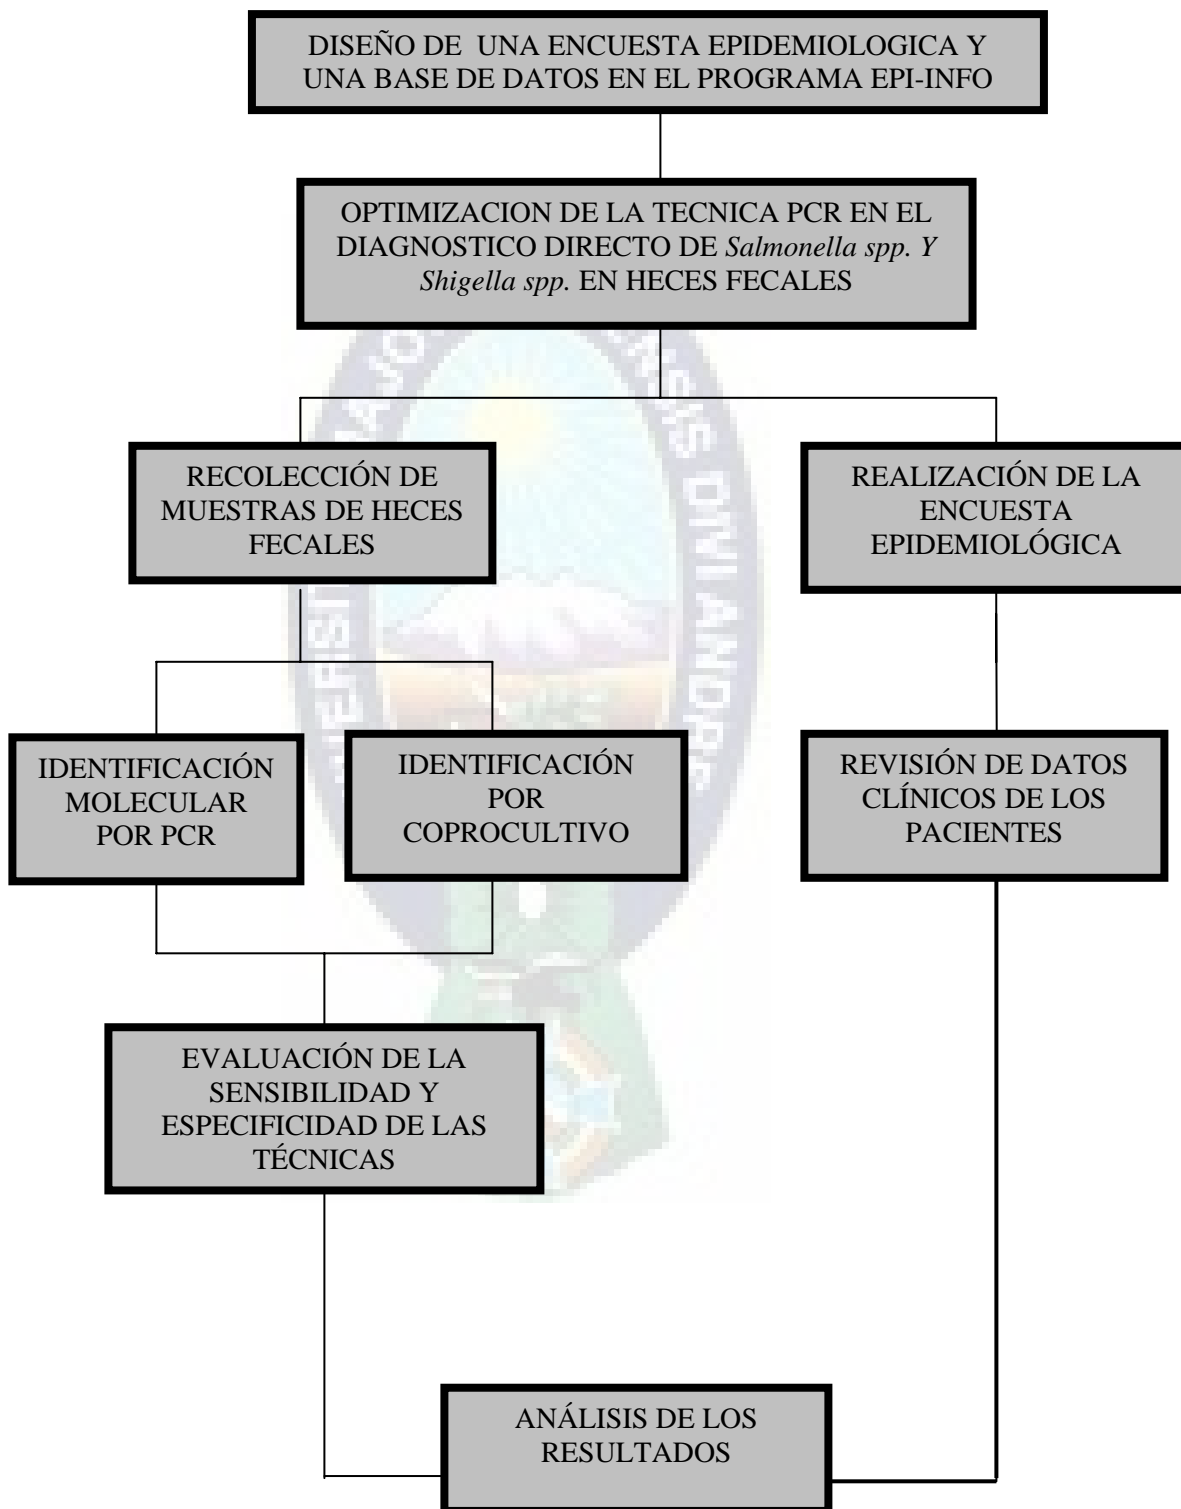 DISEÑO DE UNA ENCUESTA EPIDEMIOLOGICA Y
UNA BASE DE DATOS EN EL PROGRAMA EPI-INFO
OPTIMIZACION DE LA TECNICA PCR EN EL
DIAGNOSTICO DIRECTO DE Salmonella spp. Y
Shigella spp. EN HECES FECALES
RECOLECCIÓN DE
MUESTRAS DE HECES
FECALES
REALIZACIÓN DE LA
ENCUESTA
EPIDEMIOLÓGICA
IDENTIFICACIÓN
MOLECULAR
POR PCR
IDENTIFICACIÓN
POR
COPROCULTIVO
REVISIÓN DE DATOS
CLÍNICOS DE LOS
PACIENTES
EVALUACIÓN DE LA
SENSIBILIDAD Y
ESPECIFICIDAD DE LAS
TÉCNICAS
ANÁLISIS DE LOS
RESULTADOS